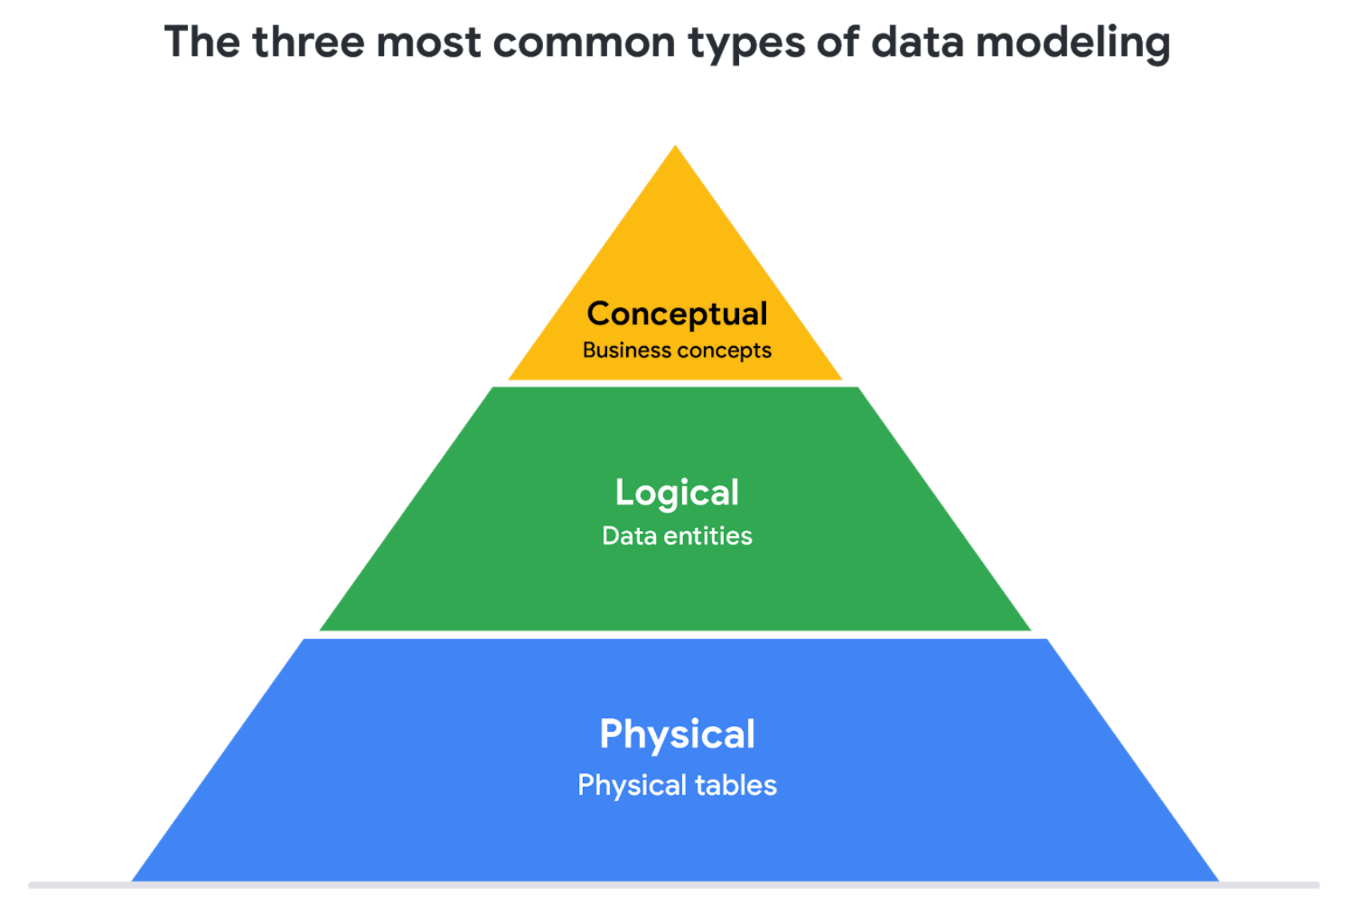 The three most common types of data modeling
Conceptual
Business concepts
Logical
Data entities
Physical
Physical tables